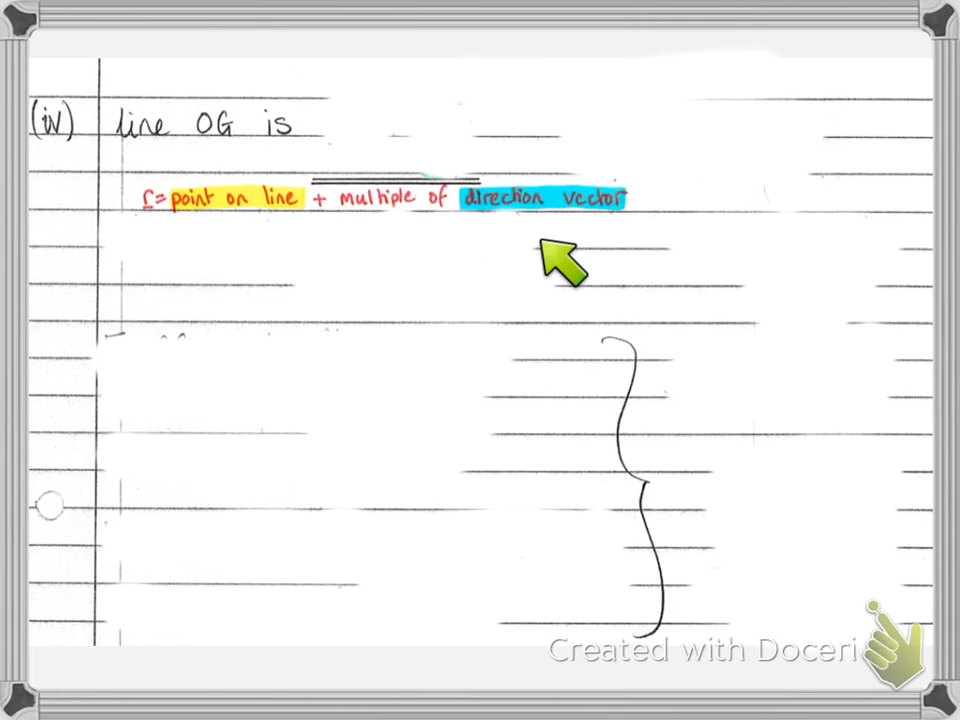 (iv) line OG is
r = point on line + multiple of direction vector
Created with Doceri